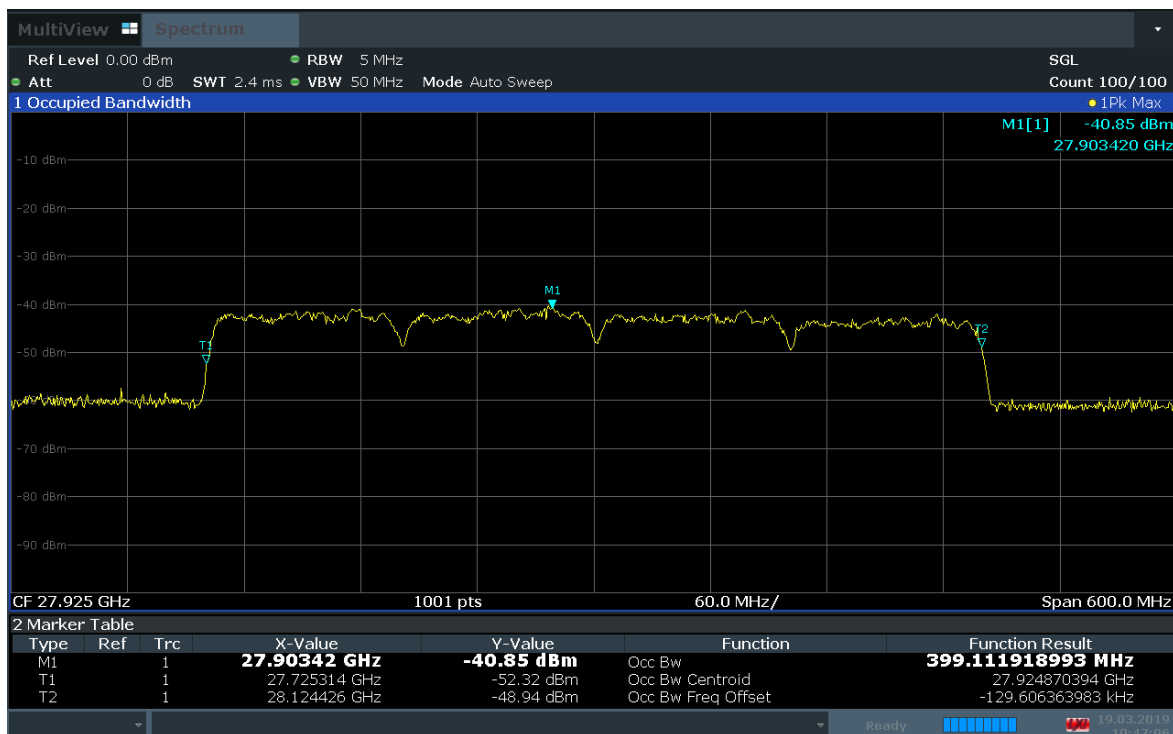 MultiView Spectrum
Ref Level 0.00 dBm RBW 5 MHz SGL
Att 0 dB SWT 2.4 ms VBW 50 MHz Mode Auto Sweep Count 100/100
1 Occupied Bandwidth 1Pk Max
M1[1] -40.85 dBm
27.903420 GHz
-10 dBm
-20 dBm
-30 dBm
M1
-40 dBm
T2
T1
-50 dBm
-70 dBm
-80 dBm
-90 dBm
CF 27.925 GHz 1001 pts 60.0 MHz/ Span 600.0 MHz
2 Marker Table
Type Ref Trc X-Value Y-Value Function Function Result
M1 1 27.90342 GHz -40.85 dBm Occ Bw 399.111918993 MHz
T1 1 27.725314 GHz -52.32 dBm Occ Bw Centroid 27.924870394 GHz
T2 1 28.124426 GHz -48.94 dBm Occ Bw Freq Offset -129.606363983 kHz
Ready 19.03.2019